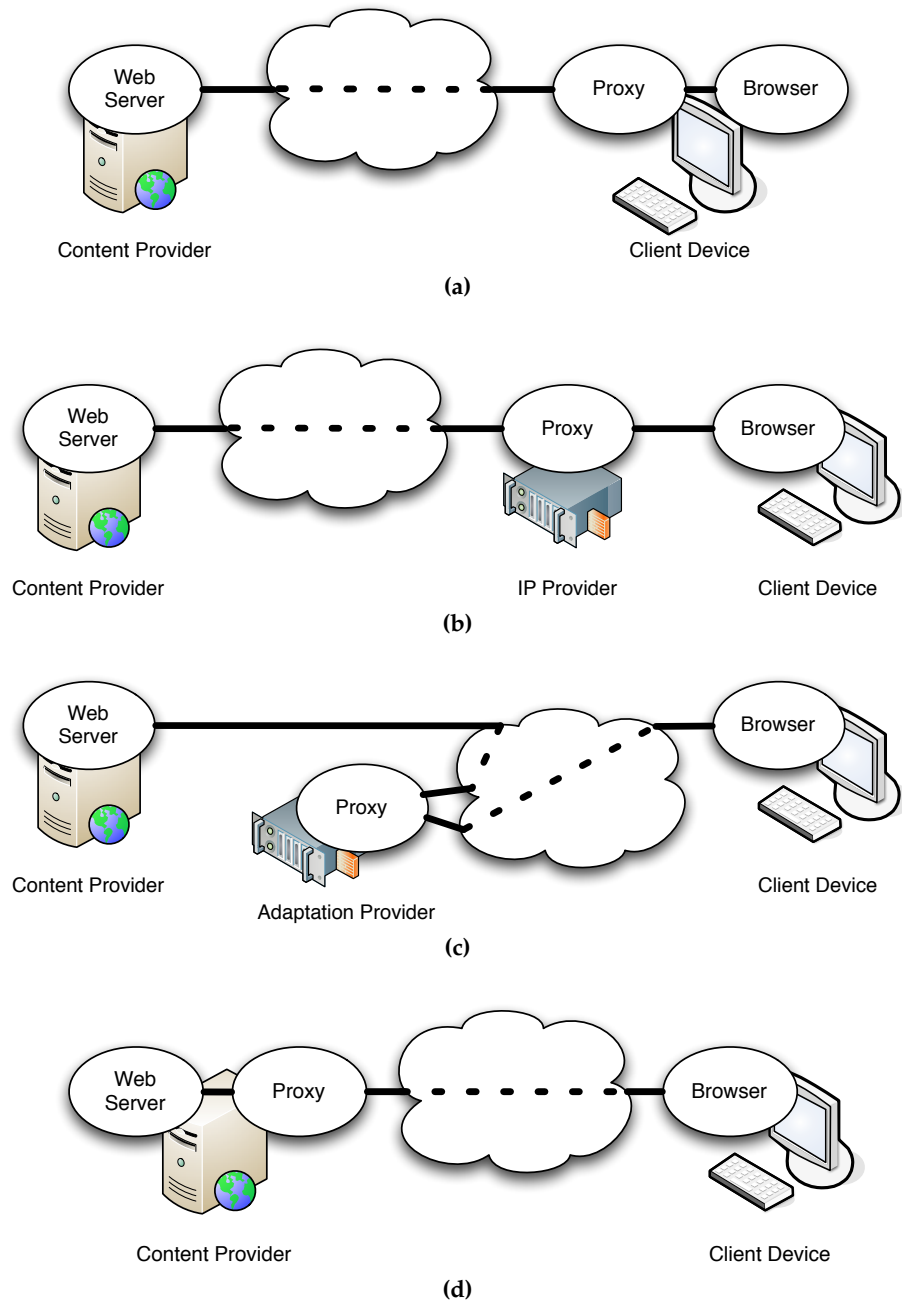 Web
Server
Proxy
Browser
Content Provider
Client Device
(a)
Web
Server
Proxy
Browser
Content Provider
IP Provider
Client Device
(b)
Web
Server
Browser
Proxy
Content Provider
Client Device
Adaptation Provider
(c)
Web
Server
Proxy
Browser
Content Provider
Client Device
(d)